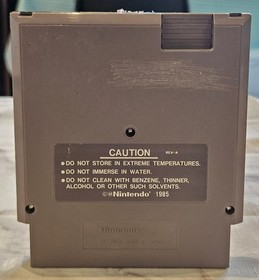 CAUTION REV-A
●DO NOT STORE IN EXTREME TEMPERATURES.
●DO NOT IMMERSE IN WATER.
●DO NOT CLEAN WITH BENZENE, THINNER,
ALCOHOL OR OTHER SUCH SOLVENTS.
©®Nintendo® 1985